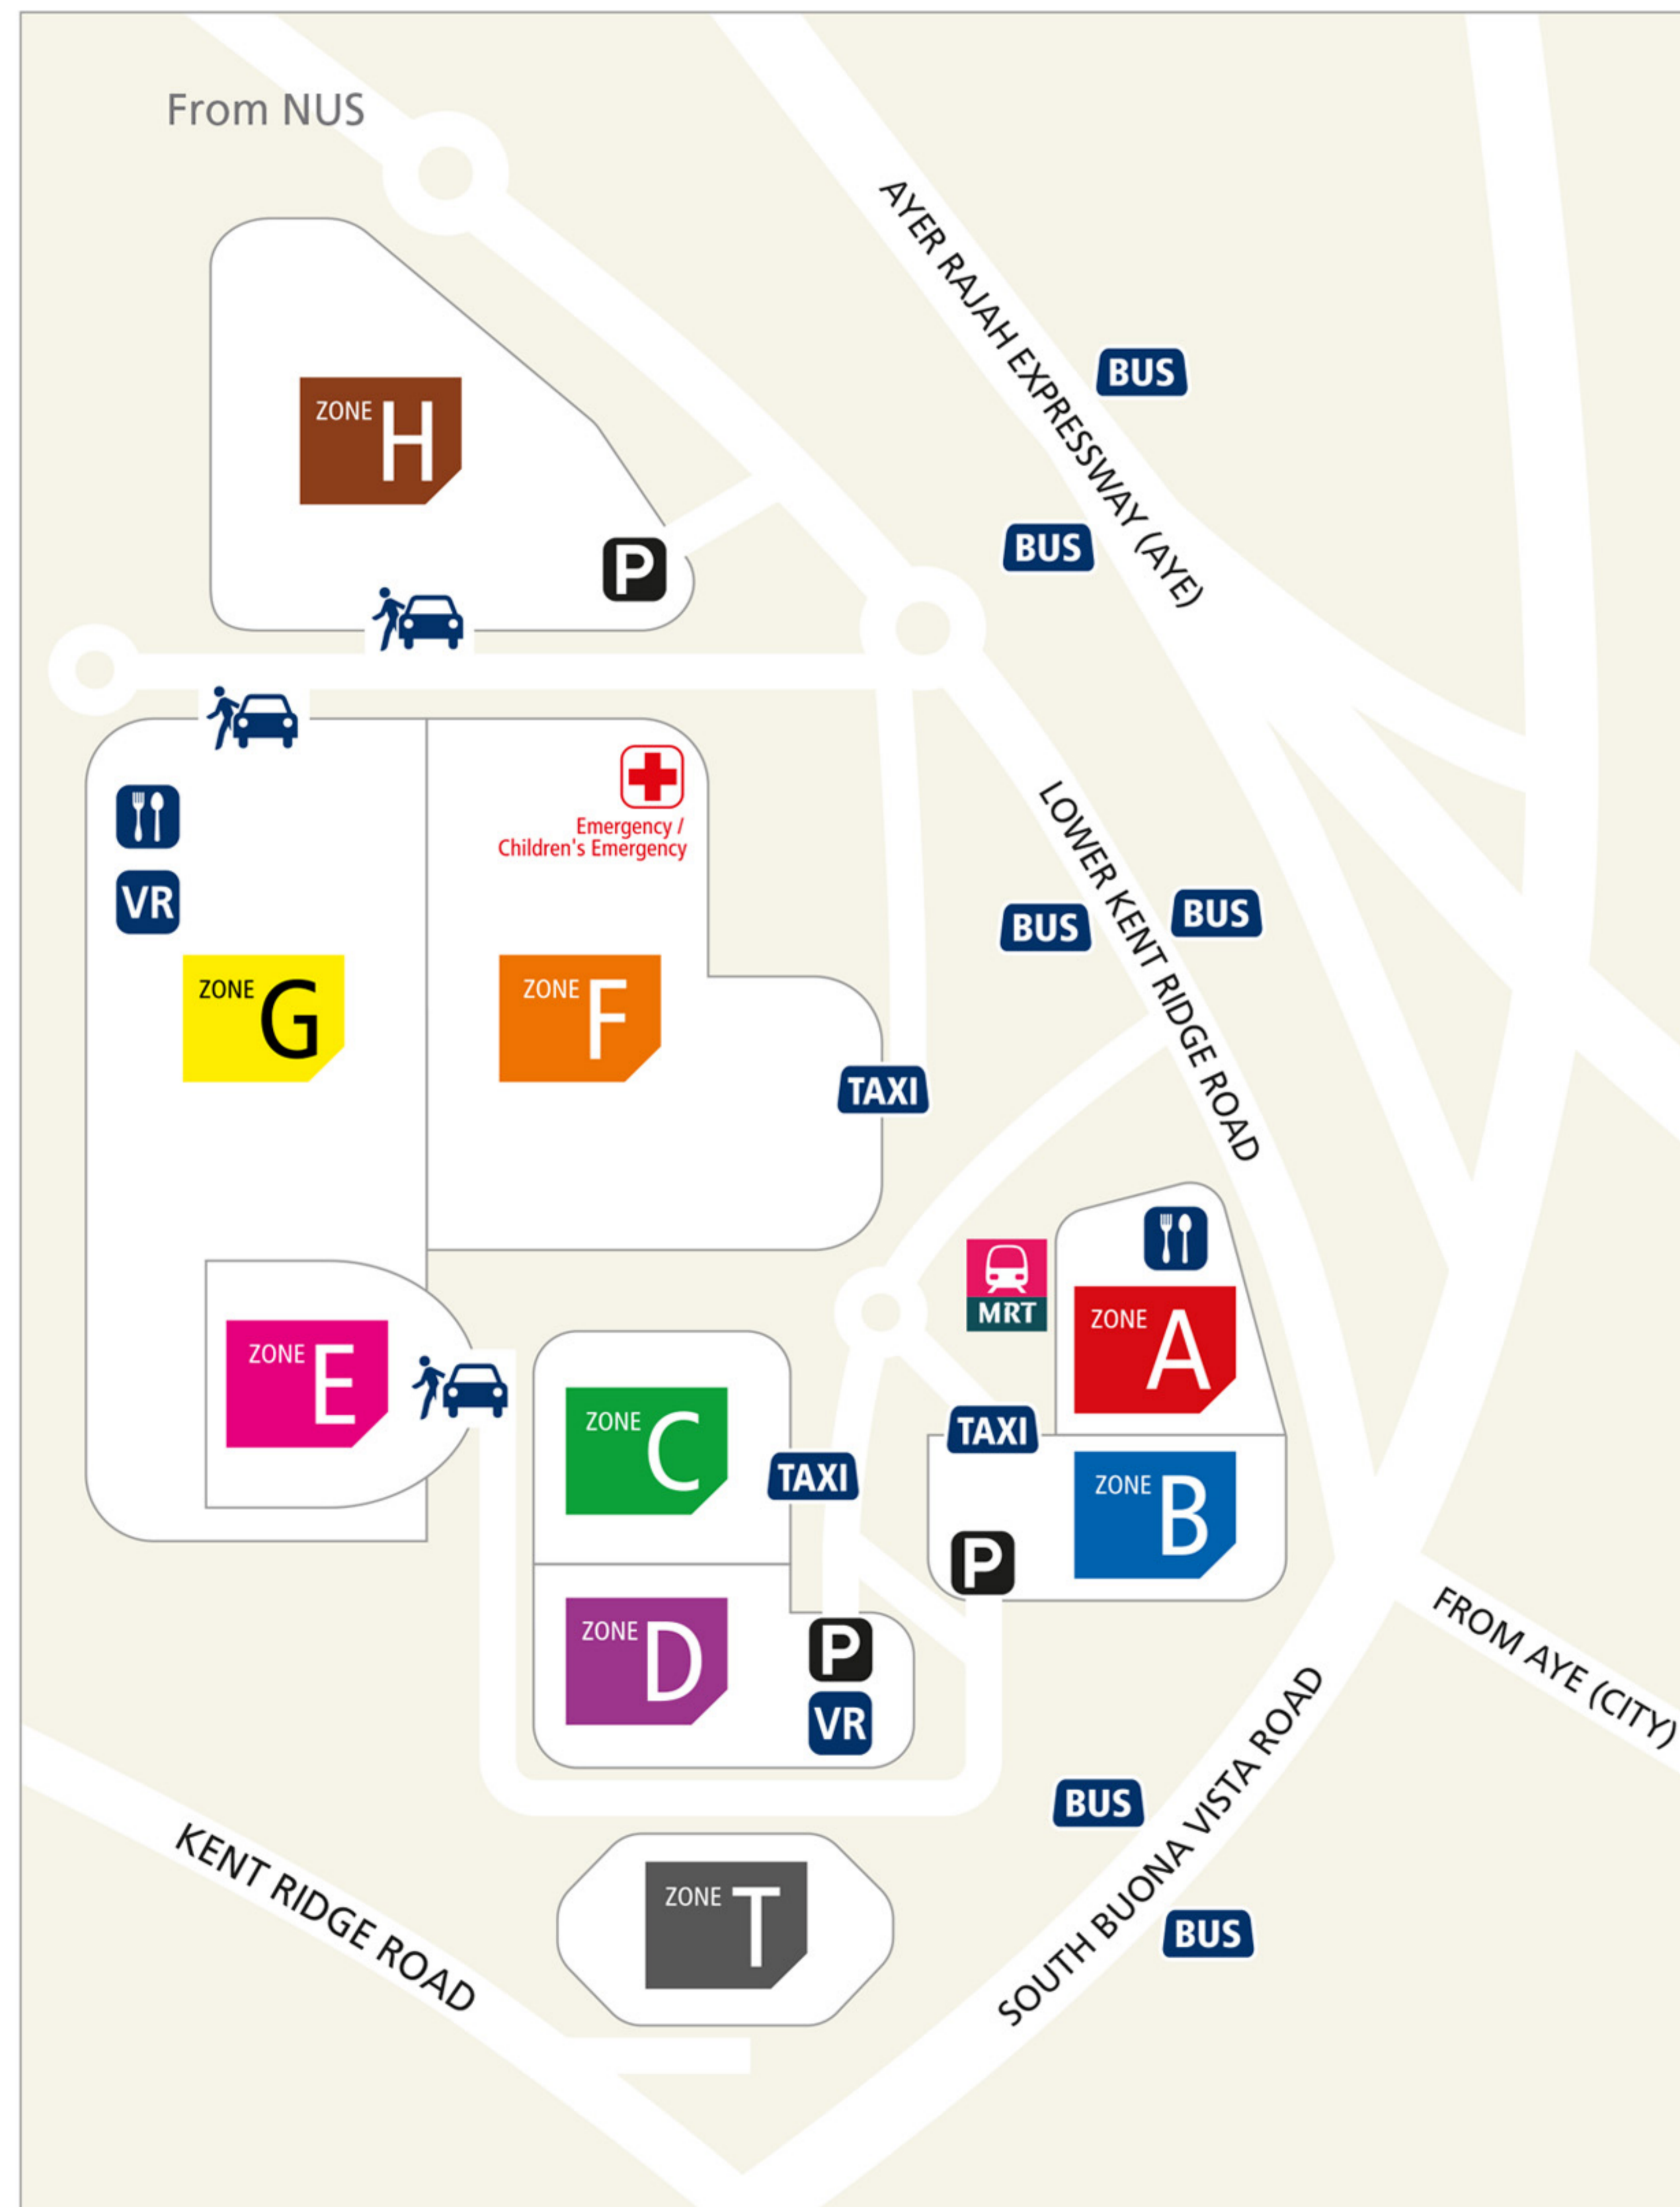 From NUS
AYER RAJAH EXPRESSWAY (AYE)
BUS
ZONE H
BUS
P
Emergency /
Children's Emergency
LOWER KENT RIDGE ROAD
VR
BUS
BUS
ZONE G
ZONE F
TAXI
MRT
ZONE A
ZONE E
ZONE C
TAXI
TAXI
ZONE B
P
ZONE D
P
VR
FROM AYE (CITY)
SOUTH BUONA VISTA ROAD
BUS
KENT RIDGE ROAD
ZONE T
BUS